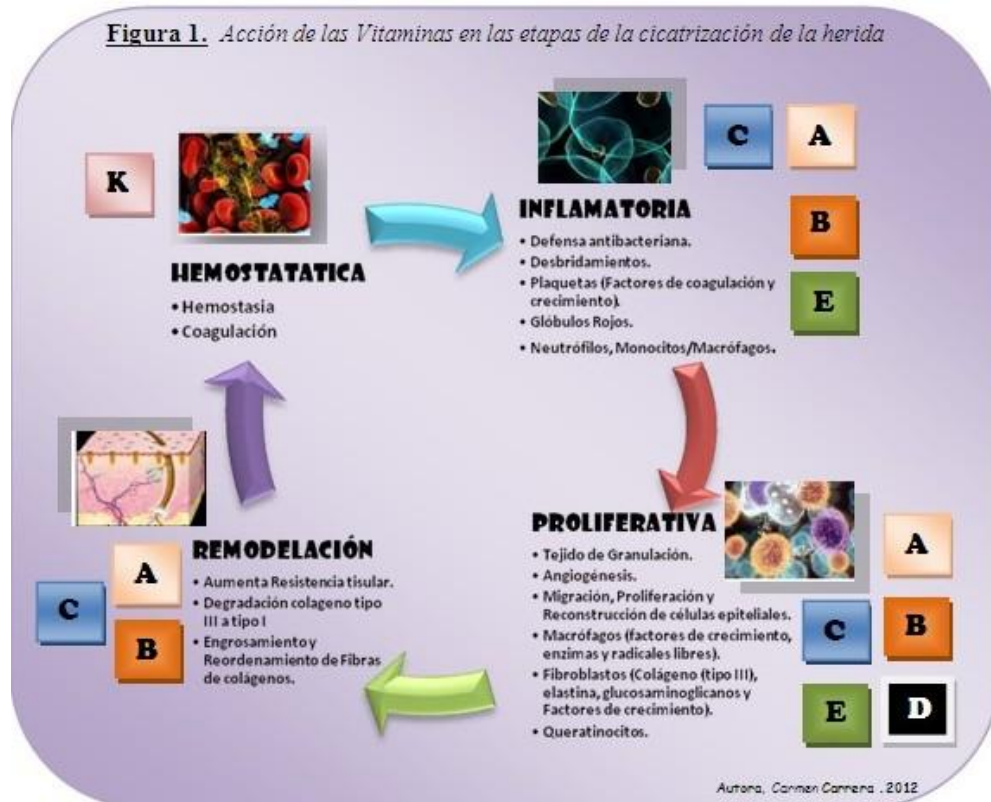 Figura 1. Acción de las Vitaminas en las etapas de la cicatrización de la herida
K
HEMOSTATATICA
• Hemostasia
• Coagulación
C
A
B
E
INFLAMATORIA
• Defensa antibacteriana.
• Desbridamientos.
• Plaquetas (Factores de coagulación y
crecimiento).
• Glóbulos Rojos.
• Neutrófilos, Monocitos/Macrófagos.
PROLIFERATIVA
• Tejido de Granulación.
• Angiogénesis.
• Migración, Proliferación y
Reconstrucción de células epiteliales.
• Macrófagos (factores de crecimiento,
enzimas y radicales libres).
• Fibroblastos (Colágeno (tipo III),
elastina, glucosaminoglicanos y
Factores de crecimiento).
• Queratinocitos.
A
C
B
E
D
REMODELACIÓN
• Aumenta Resistencia tisular.
• Degradación colageno tipo
III a tipo I
• Engrosamiento y
Reordenamiento de Fibras
de colágenos.
A
C
B
Autora, Carmen Carrera . 2012